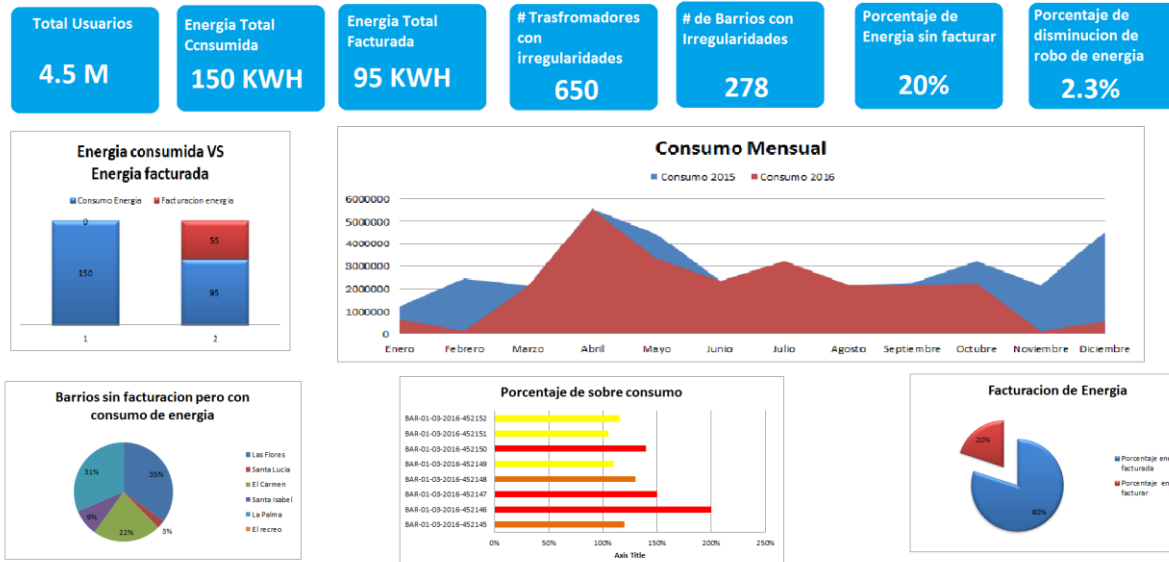 Total Usuarios
4.5 M
Energia Total
Ccnsumida
150 KWH
Energia Total
Facturada
95 KWH
# Trasfromadores
con
irregularidades
650
# de Barrios con
Irregularidades
278
Porcentaje de
Energia sin facturar
20%
Porcentaje de
disminucion de
robo de energia
2.3%
Energia consumida VS
Energia facturada
Consumo Energia
Facturacion energia
0
150
55
95
1
2
Consumo Mensual
Consumo 2015
Consumo 2016
6000000
5000000
4000000
3000000
2000000
1000000
0
Enero
Febrero
Marzo
Abril
Mayo
Junio
Julio
Agosto
Septiembre
Octubre
Noviembre
Diciembre
Barrios sin facturacion pero con
consumo de energia
31%
35%
9%
22%
3%
Las Flores
Santa Lucia
El Carmen
Santa Isabel
La Palma
El recreo
Porcentaje de sobre consumo
BAR-01-03-2016-452152
BAR-01-03-2016-452151
BAR-01-03-2016-452150
BAR-01-03-2016-452149
BAR-01-03-2016-452148
BAR-01-03-2016-452147
BAR-01-03-2016-452146
BAR-01-03-2016-452145
0%
50%
100%
150%
200%
250%
Axis Title
Facturacion de Energia
20%
80%
Porcentaje ene
facturada
Porcentaje en
facturar